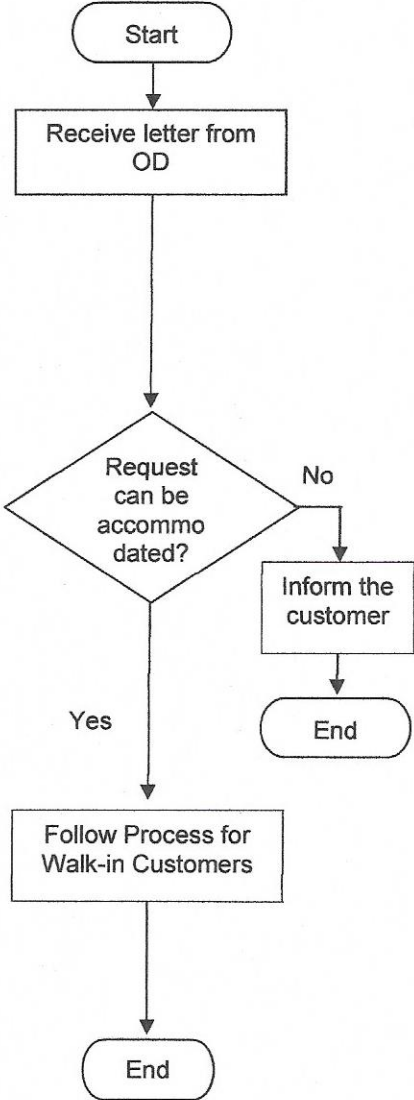 Start
Receive letter from
OD
Request
can be
accommo
dated?
No
Inform the
customer
End
Yes
Follow Process for
Walk-in Customers
End